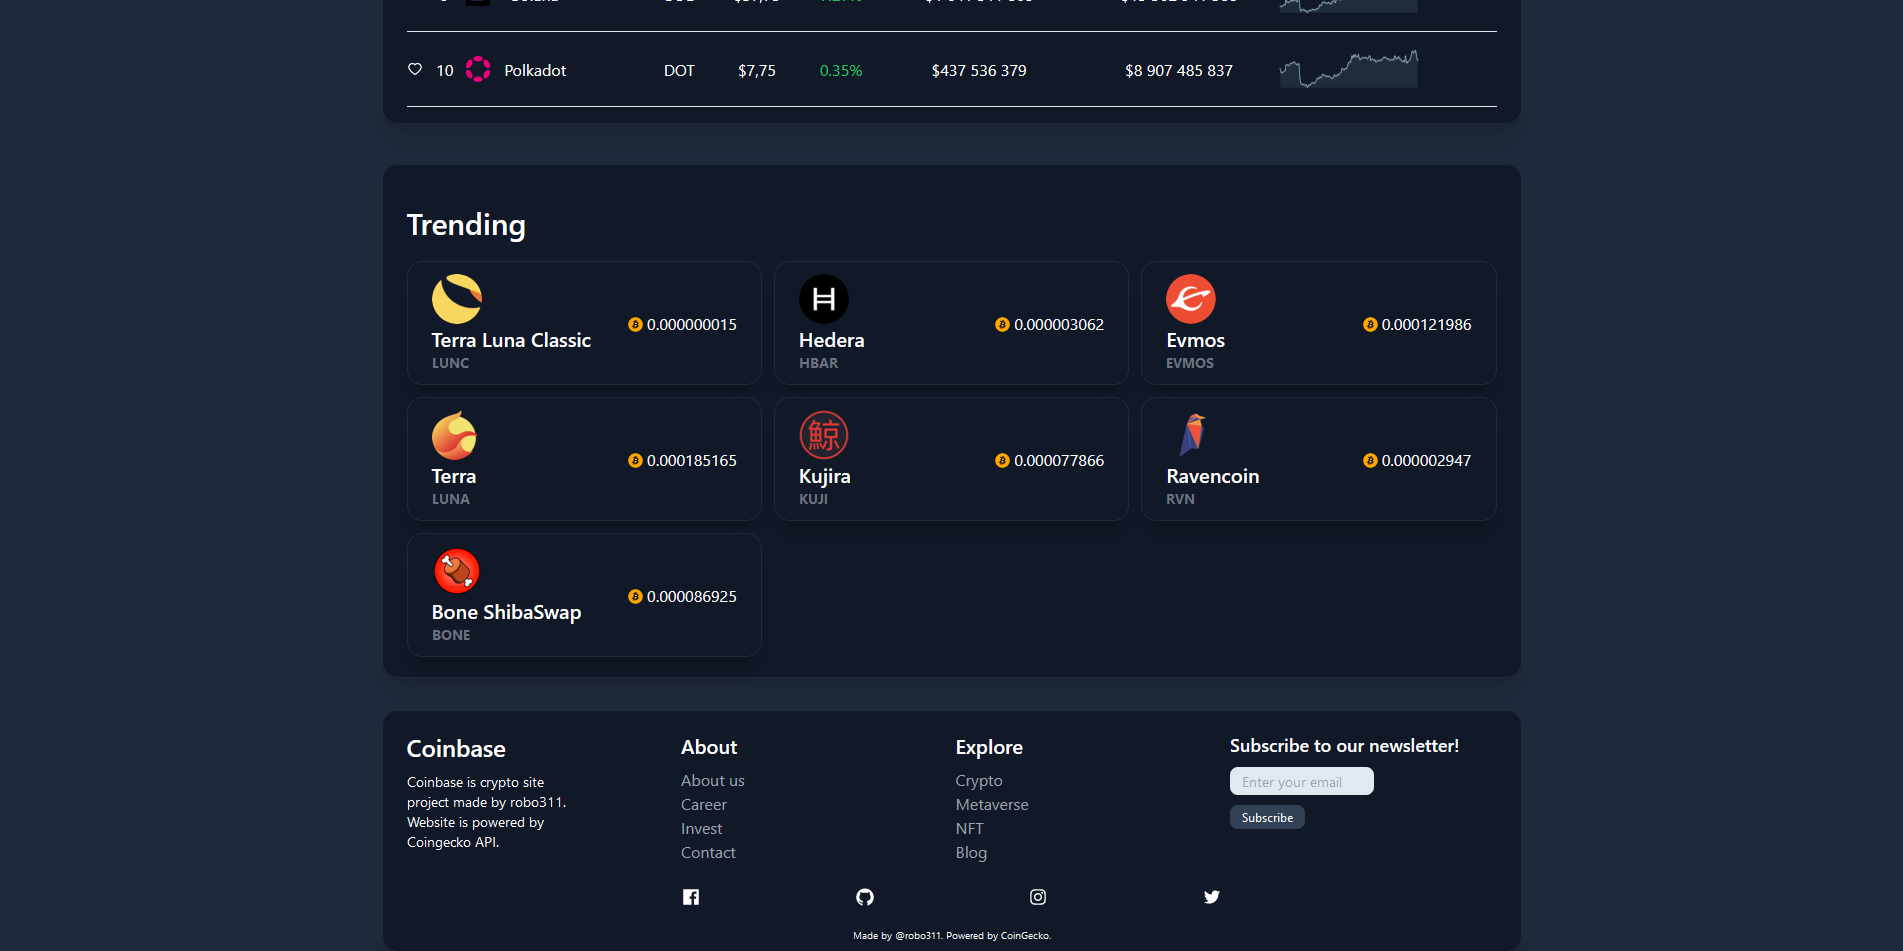 10 Polkadot DOT $7,75 0.35% $437 536 379 $8 907 485 837
Trending
Terra Luna Classic
LUNC
0.000000015
Hedera
HBAR
0.000003062
Evmos
EVMOS
0.000121986
Terra
LUNA
0.000185165
鯨
Kujira
KUJI
0.000077866
Ravencoin
RVN
0.000002947
Bone ShibaSwap
BONE
0.000086925
Coinbase
Coinbase is crypto site
project made by robo311.
Website is powered by
Coingecko API.
About
About us
Career
Invest
Contact
Explore
Crypto
Metaverse
NFT
Blog
Subscribe to our newsletter!
Enter your email
Subscribe
Made by @robo311. Powered by CoinGecko.